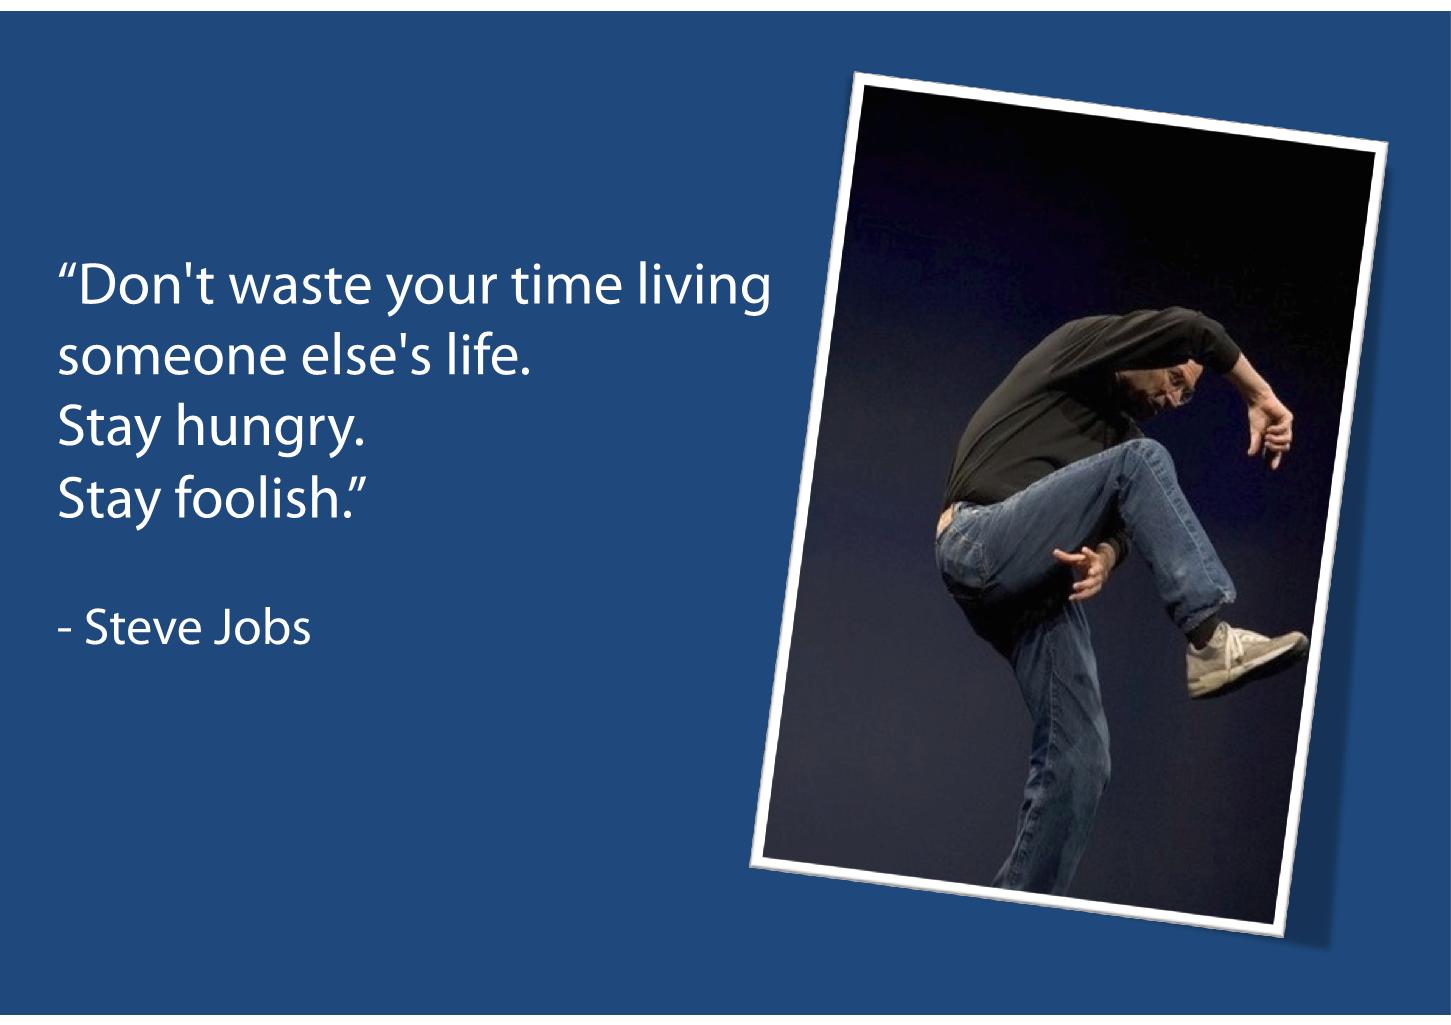 “Don't waste your time living
someone else's life.
Stay hungry.
Stay foolish.”
- Steve Jobs